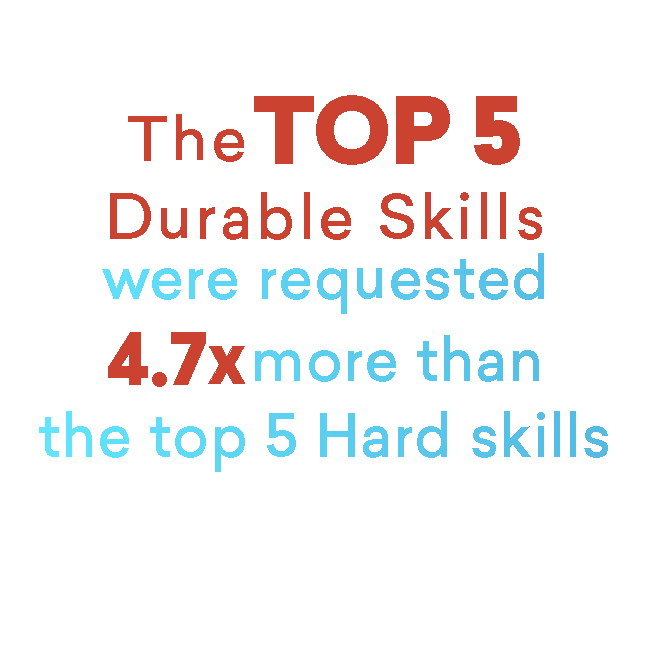 The TOP 5
Durable Skills
were requested
4.7x more than
the top 5 Hard skills